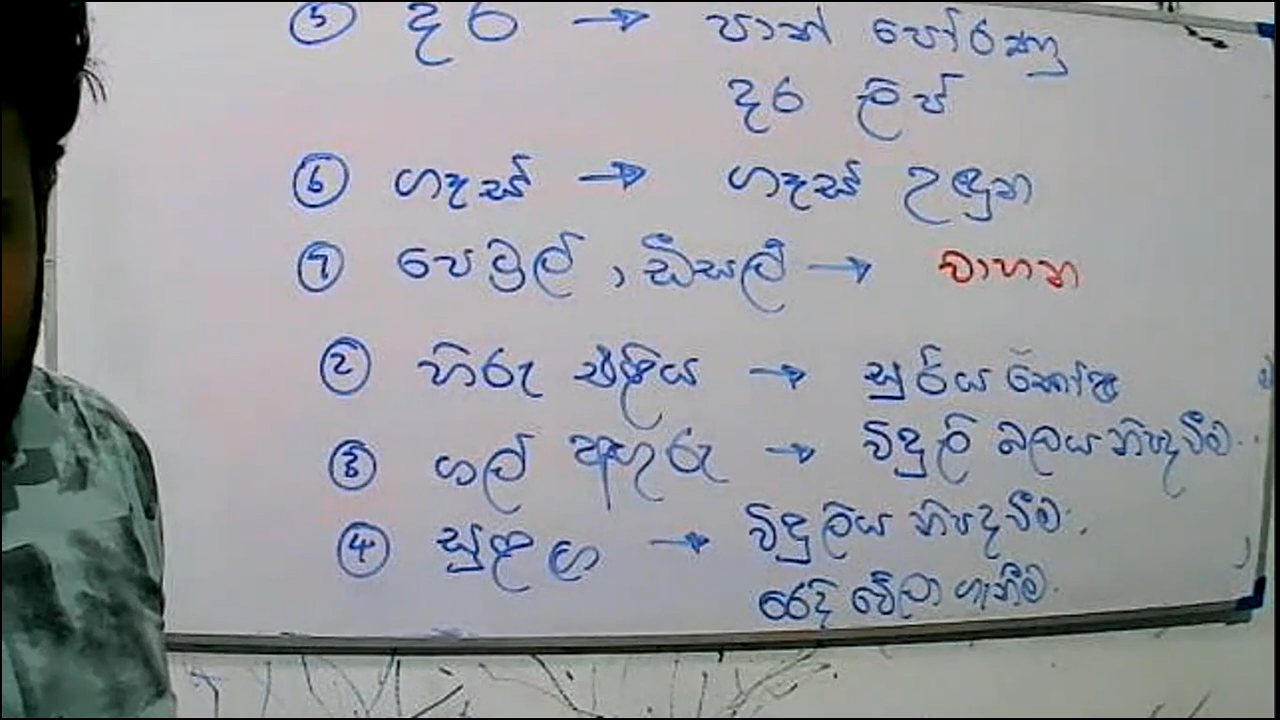 5 දර → පාන් පෝරණු
දර ලිප්
6 ගෑස් → ගෑස් උඳුන
7 පෙට්‍රල් , ඩීසල් → වාහන
2 හිරු එළිය → සූර්ය කෝෂ
3 ගල් අඟුරු → විදුලි බලය නිපදවීම.
4 සුළඟ → විදුලිය නිපදවීම.
රෙදි වේලා ගැනීම.